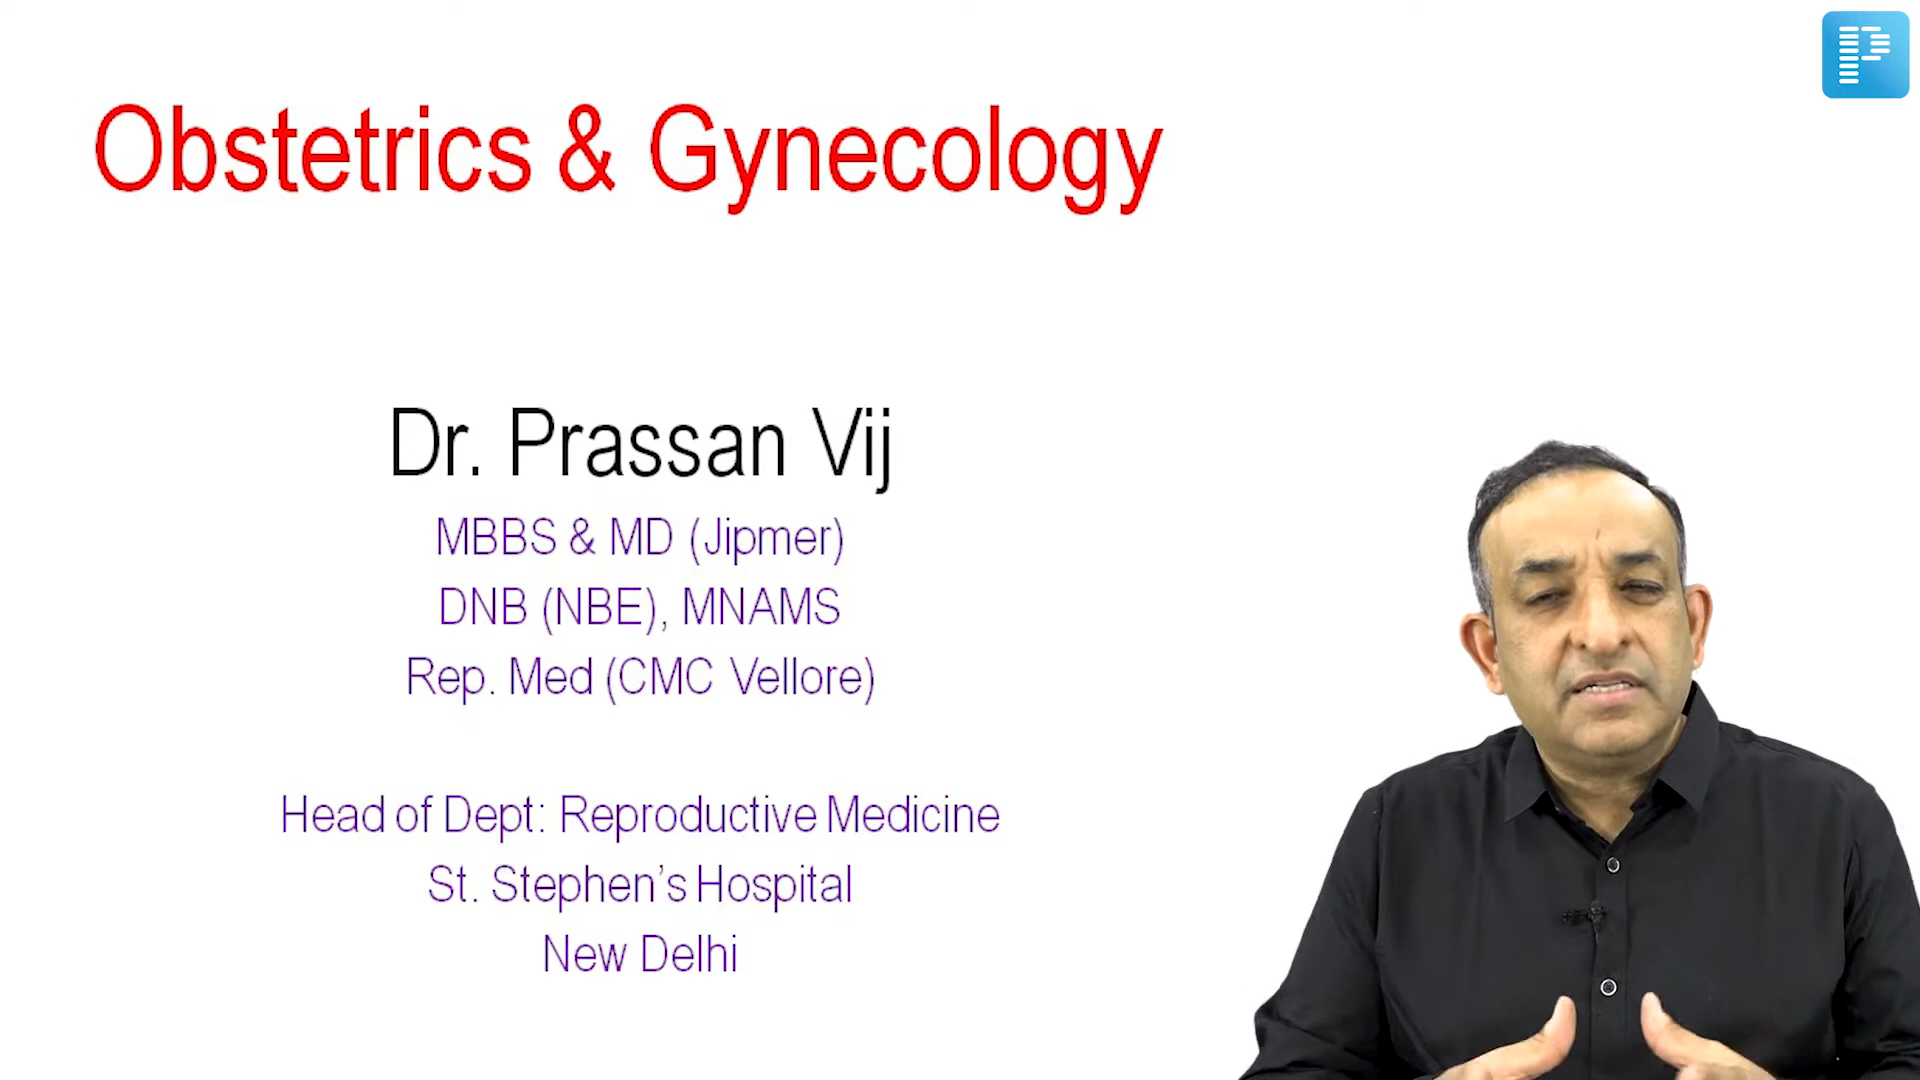 Obstetrics & Gynecology
Dr. Prassan Vij
MBBS & MD (Jipmer)
DNB (NBE), MNAMS
Rep. Med (CMC Vellore)
Head of Dept: Reproductive Medicine
St. Stephen’s Hospital
New Delhi